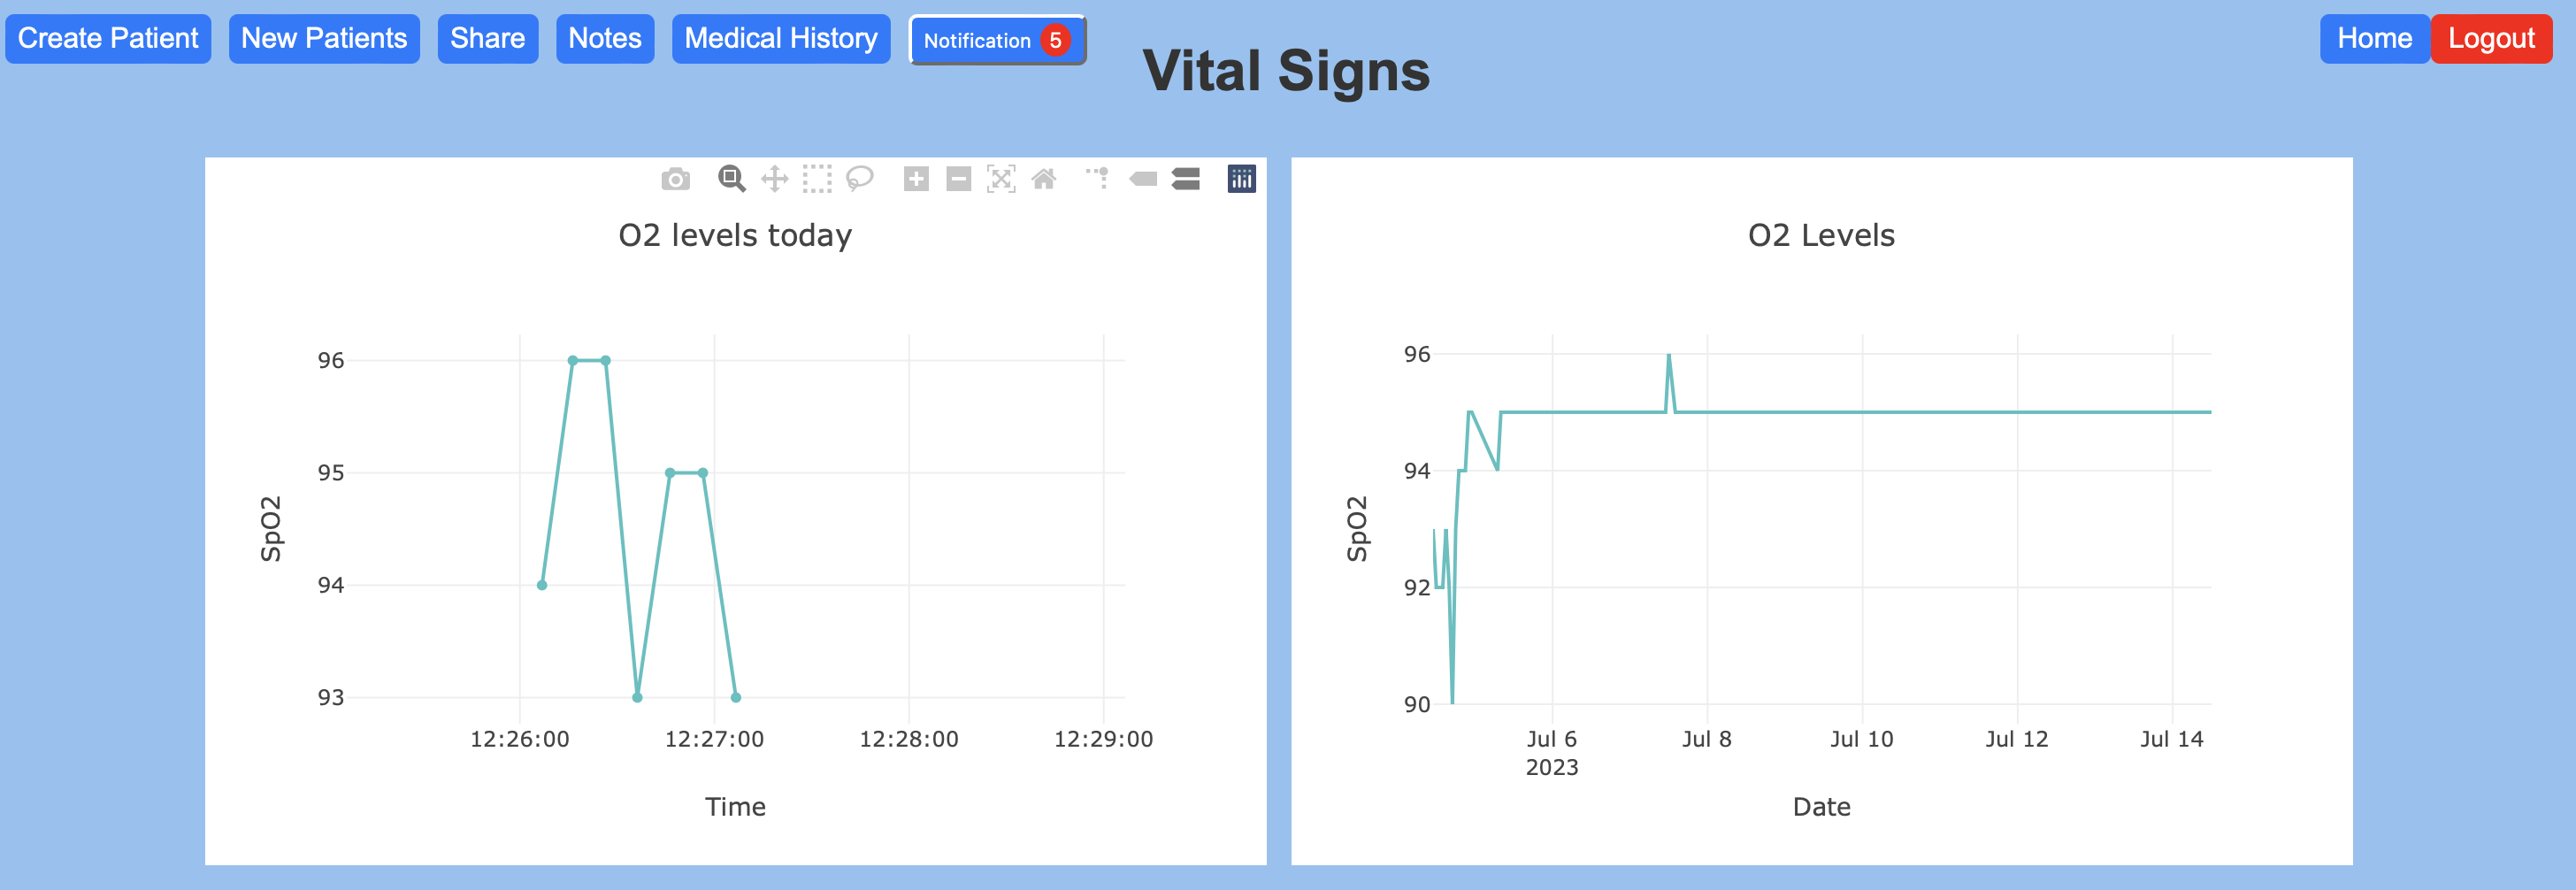 Create Patient
New Patients
Share
Notes
Medical History
Notification 5
Vital Signs
Home
Logout
O2 levels today
96
95
94
93
SpO2
12:26:00
12:27:00
12:28:00
12:29:00
Time
O2 Levels
96
94
92
90
SpO2
Jul 6
2023
Jul 8
Jul 10
Jul 12
Jul 14
Date